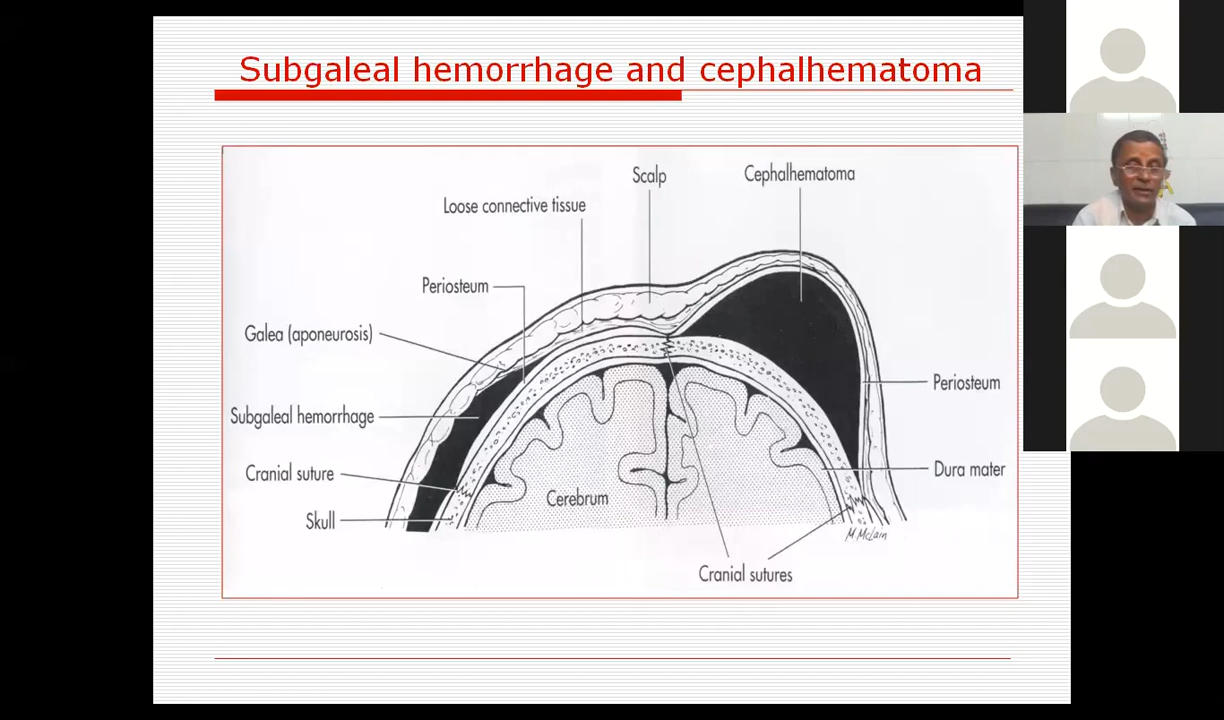 Subgaleal hemorrhage and cephalhematoma
Scalp
Cephalhematoma
Loose connective tissue
Periosteum
Galea (aponeurosis)
Subgaleal hemorrhage
Cranial suture
Skull
Cerebrum
Periosteum
Dura mater
M McLain
Cranial sutures